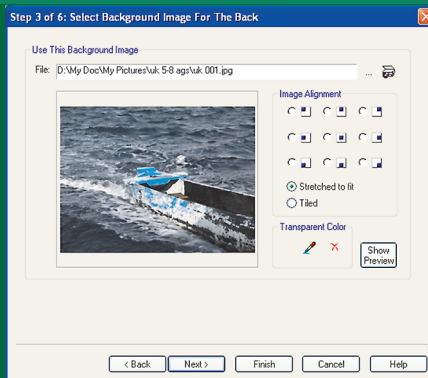 Step 3 of 6: Select Background Image For The Back
Use This Background Image
File: D:\My Doc\My Pictures\uk 5-8 ags\uk 001.jpg ...
Image Alignment
Stretched to fit
Tiled
Transparent Color
Show
Preview
< Back Next > Finish Cancel Help